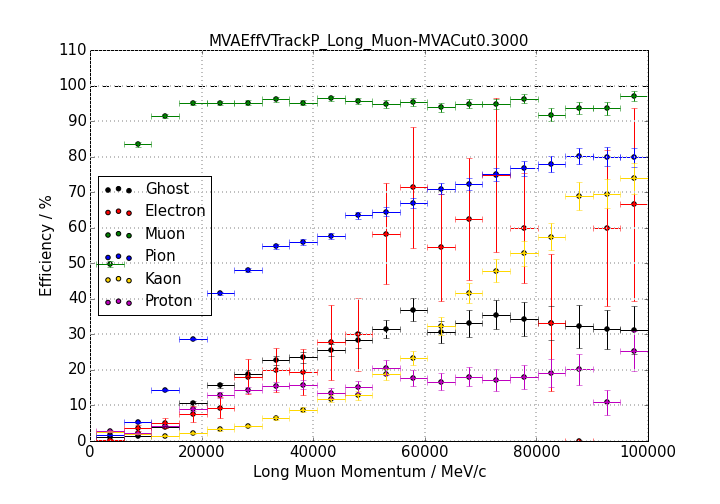 MVAEffVTrackP_Long_Muon-MVACut0.3000
110
100
90
80
70
60
50
40
30
20
10
0
Efficiency / %
Ghost
Electron
Muon
Pion
Kaon
Proton
0 20000 40000 60000 80000 100000
Long Muon Momentum / MeV/c